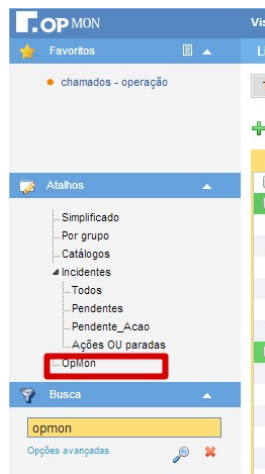 OPMON
Vis
Favoritos
chamados - operação
Atalhos
Simplificado
Por grupo
Catálogos
Incidentes
Todos
Pendentes
Pendente_Acao
Ações OU paradas
OpMon
Busca
opmon
Opções avançadas